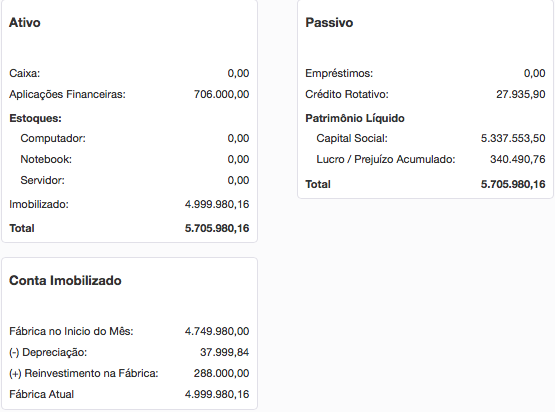 Ativo
Caixa: 0,00
Aplicações Financeiras: 706.000,00
Estoques:
Computador: 0,00
Notebook: 0,00
Servidor: 0,00
Imobilizado: 4.999.980,16
Total 5.705.980,16
Passivo
Empréstimos: 0,00
Crédito Rotativo: 27.935,90
Patrimônio Líquido
Capital Social: 5.337.553,50
Lucro / Prejuízo Acumulado: 340.490,76
Total 5.705.980,16
Conta Imobilizado
Fábrica no Inicio do Mês: 4.749.980,00
(-) Depreciação: 37.999,84
(+) Reinvestimento na Fábrica: 288.000,00
Fábrica Atual 4.999.980,16